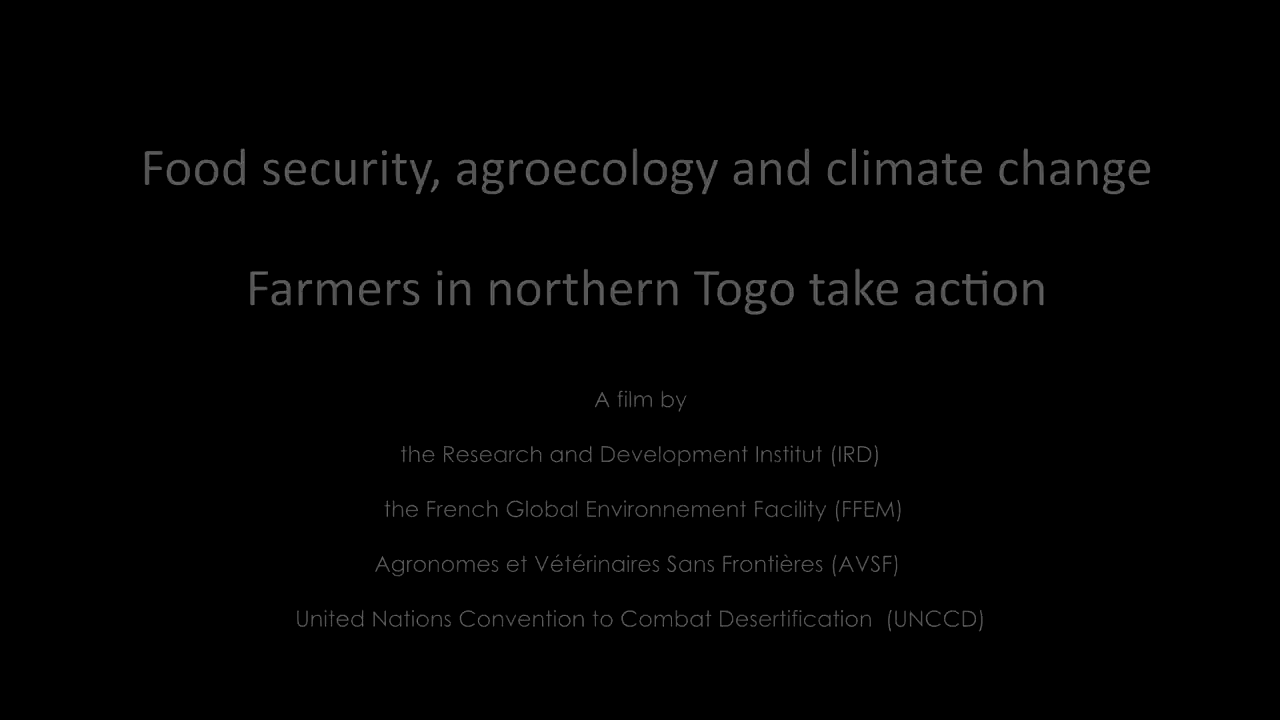 Food security, agroecology and climate change
Farmers in northern Togo take action
A film by
the Research and Development Institut (IRD)
the French Global Environnement Facility (FFEM)
Agronomes et Vétérinaires Sans Frontières (AVSF)
United Nations Convention to Combat Desertification (UNCCD)